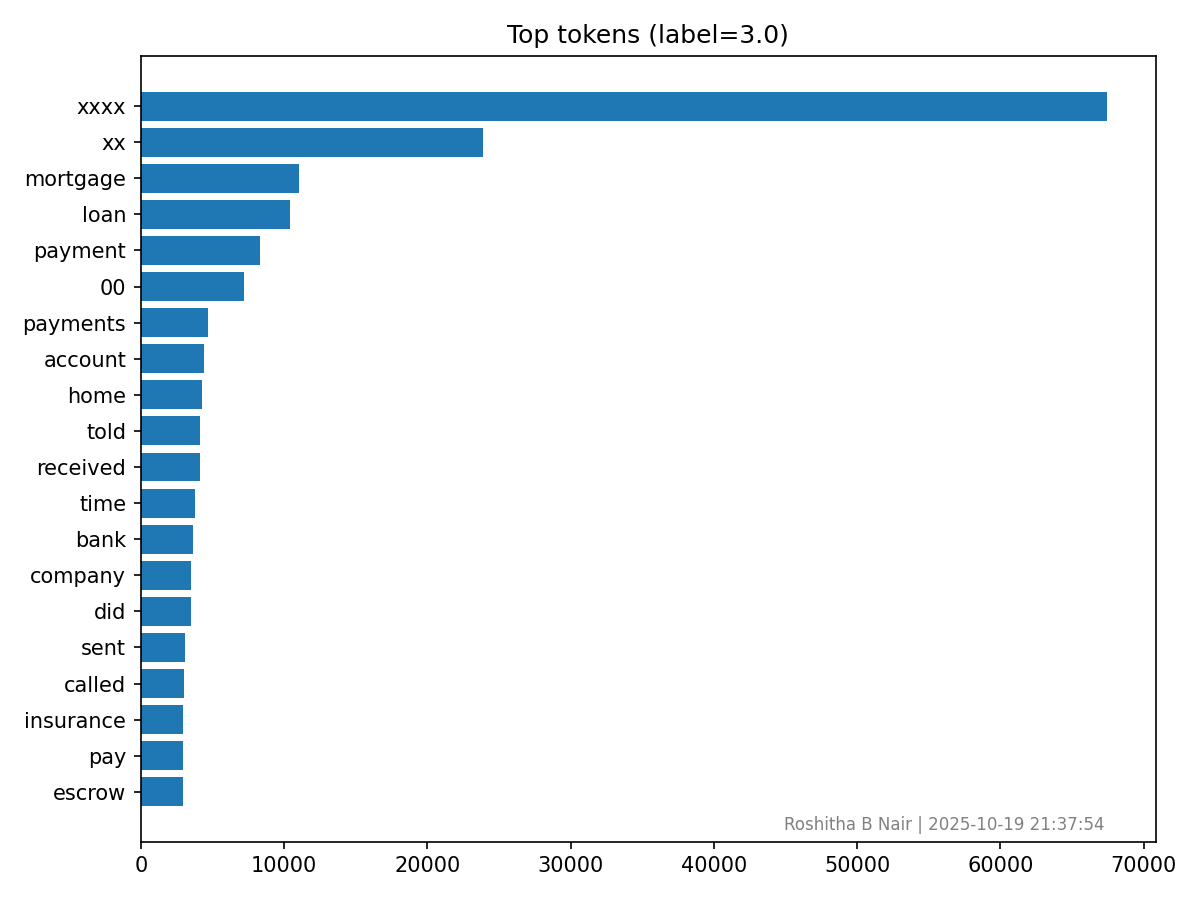 Top tokens (label=3.0)
xxxx
xx
mortgage
loan
payment
00
payments
account
home
told
received
time
bank
company
did
sent
called
insurance
pay
escrow
Roshitha B Nair | 2025-10-19 21:37:54
0 10000 20000 30000 40000 50000 60000 70000